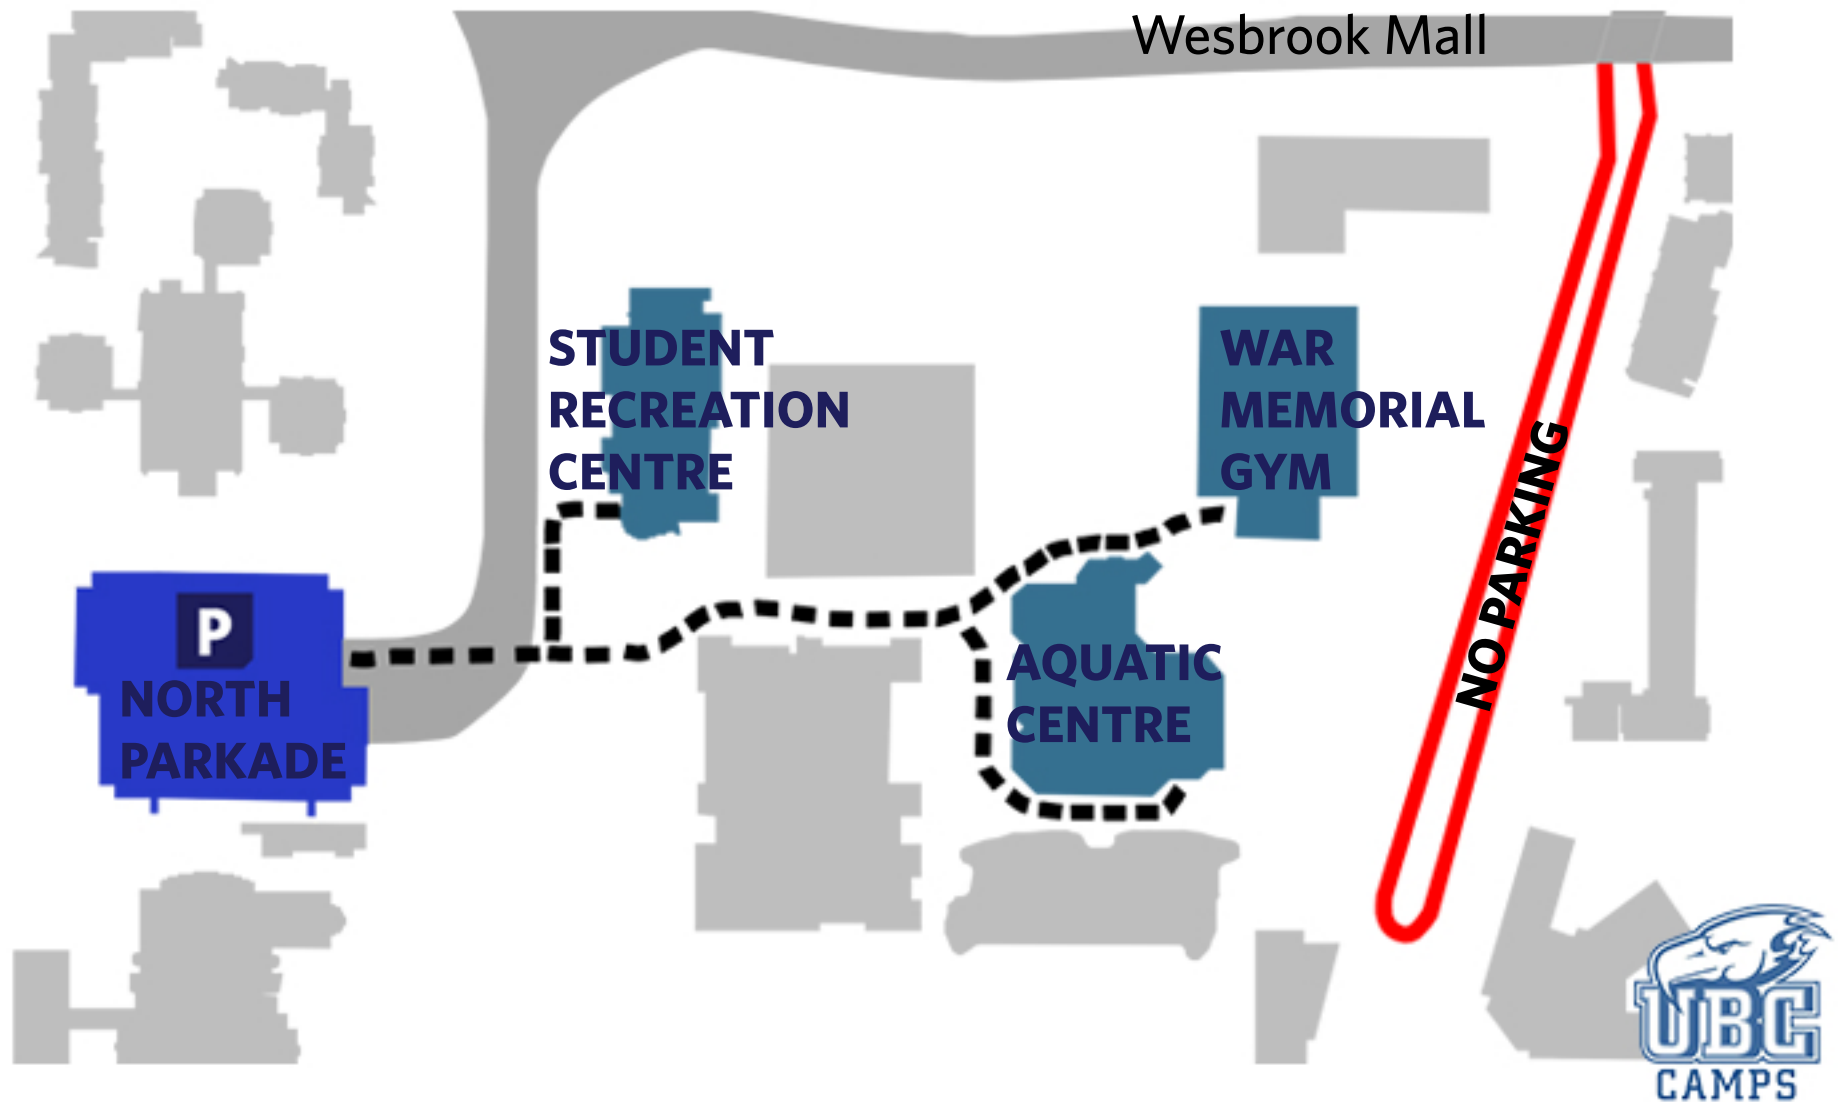 Wesbrook Mall
STUDENT
RECREATION
CENTRE
WAR
MEMORIAL
GYM
NO PARKING
P
NORTH
PARKADE
AQUATIC
CENTRE
UBC
CAMPS